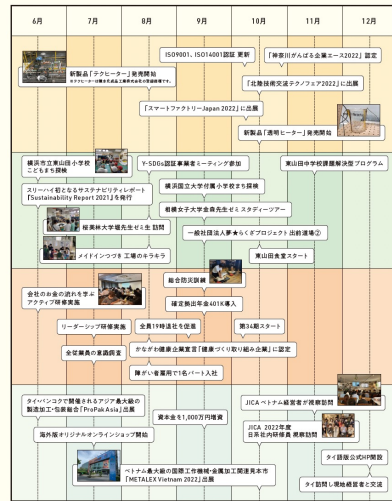 6月 7月 8月 9月 10月 11月 12月
ISO9001、ISO14001認証 更新
「神奈川がんばる企業エース2022」認定
新製品「テクヒーター」発売開始
「北陸技術交流テクノフェア2022」に出展
「スマートファクトリーJapan 2022」に出展
新製品「透明ヒーター」発売開始
横浜市立東山田小学校
こどもまち探検
Y-SDGs認証事業者ミーティング参加
東山田中学校課題解決型プログラム
スリーハイ初となるサステナビリティレポート
『Sustainability Report 2021』を発行
横浜国立大学付属小学校まち探検
相模女子大学金森先生ゼミ スタディーツアー
桜美林大学堀先生ゼミ生 訪問
一般社団法人夢★らくざプロジェクト 出前道場②
メイドインつづき 工場のキラキラ
東山田食堂スタート
総合防災訓練
会社のお金の流れを学ぶ
アクティブ研修実施
確定拠出年金401K導入
リーダーシップ研修実施
全員19時退社を促進
第34期スタート
全従業員の意識調査
かながわ健康企業宣言「健康づくり取り組み企業」に認定
障がい者雇用で1名パート入社
タイ・バンコクで開催されるアジア最大級の
製造加工・包装総合「ProPak Asia」出展
資本金を1,000万円増資
JICA ベトナム経営者が視察訪問
海外版オリジナルオンラインショップ開始
JICA 2022年度
日系社内研修員 視察訪問
ベトナム最大級の国際工作機械・金属加工関連見本市
「METALEX Vietnam 2022」出展
タイ語版公式HP開設
タイ訪問し現地経営者と交流